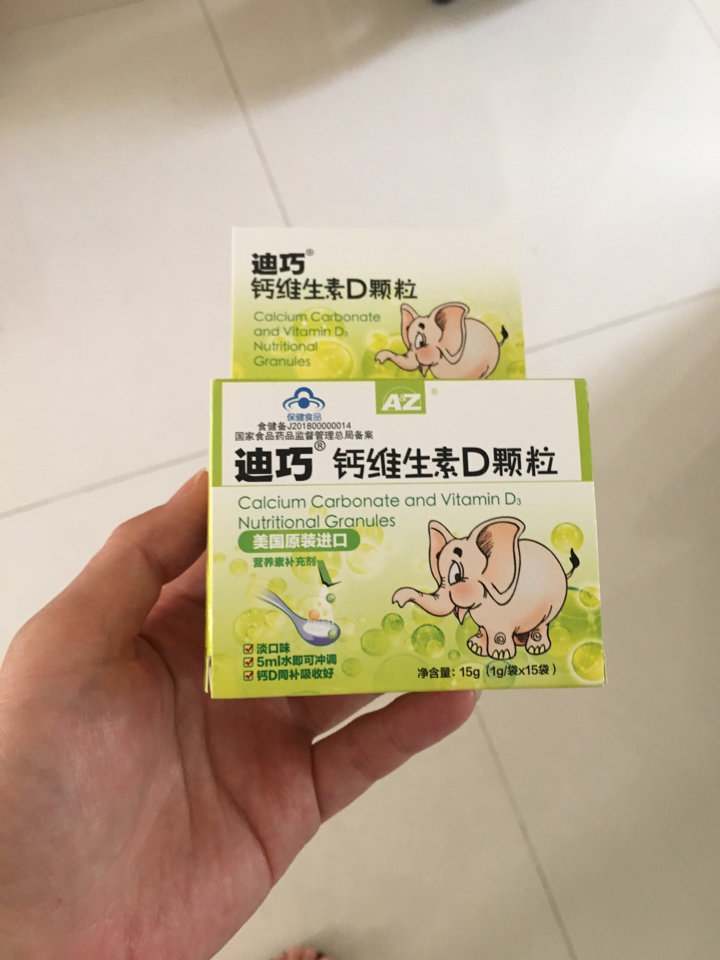 迪巧®
钙维生素D颗粒
Calcium Carbonate
and Vitamin D₃
Nutritional
Granules
A&Z®
保健食品
食健备J201800000014
国家食品药品监督管理总局备案
迪巧® 钙维生素D颗粒
Calcium Carbonate and Vitamin D₃
Nutritional Granules
美国原装进口
营养素补充剂
淡口味
5ml水即可冲调
钙D同补吸收好
净含量：15g（1g/袋x15袋）